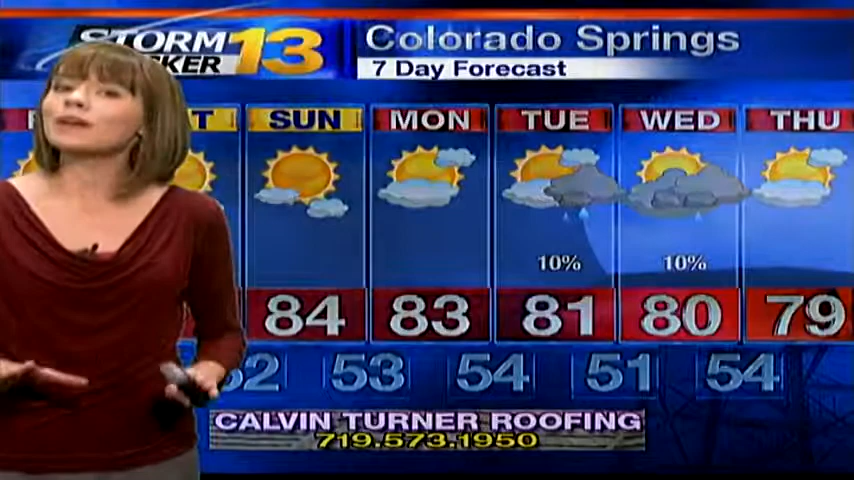 STORM 13 Colorado Springs
7 Day Forecast
SUN MON TUE WED THU
10% 10%
84 83 81 80 79
53 54 51 54
CALVIN TURNER ROOFING
719.573.1950